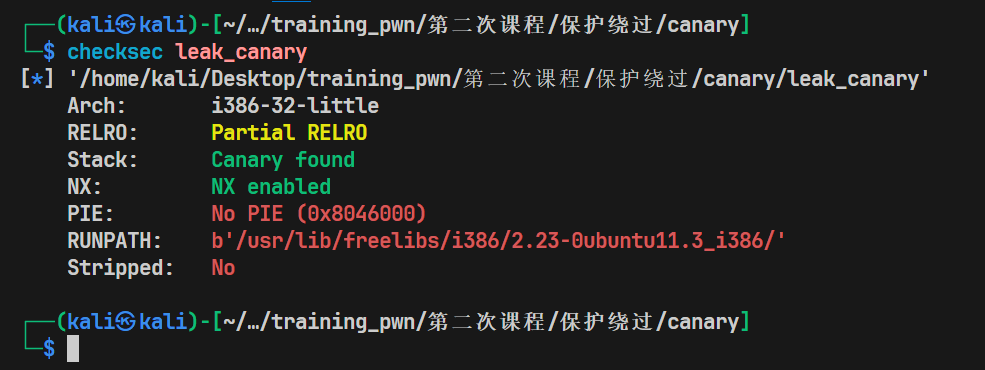 ┌──(kali㉿kali)-[~/…/training_pwn/第二次课程/保护绕过/canary]
└─$ checksec leak_canary
[*] '/home/kali/Desktop/training_pwn/第二次课程/保护绕过/canary/leak_canary'
    Arch:       i386-32-little
    RELRO:      Partial RELRO
    Stack:      Canary found
    NX:         NX enabled
    PIE:        No PIE (0x8046000)
    RUNPATH:    b'/usr/lib/freelibs/i386/2.23-0ubuntu11.3_i386/'
    Stripped:   No
┌──(kali㉿kali)-[~/…/training_pwn/第二次课程/保护绕过/canary]
└─$